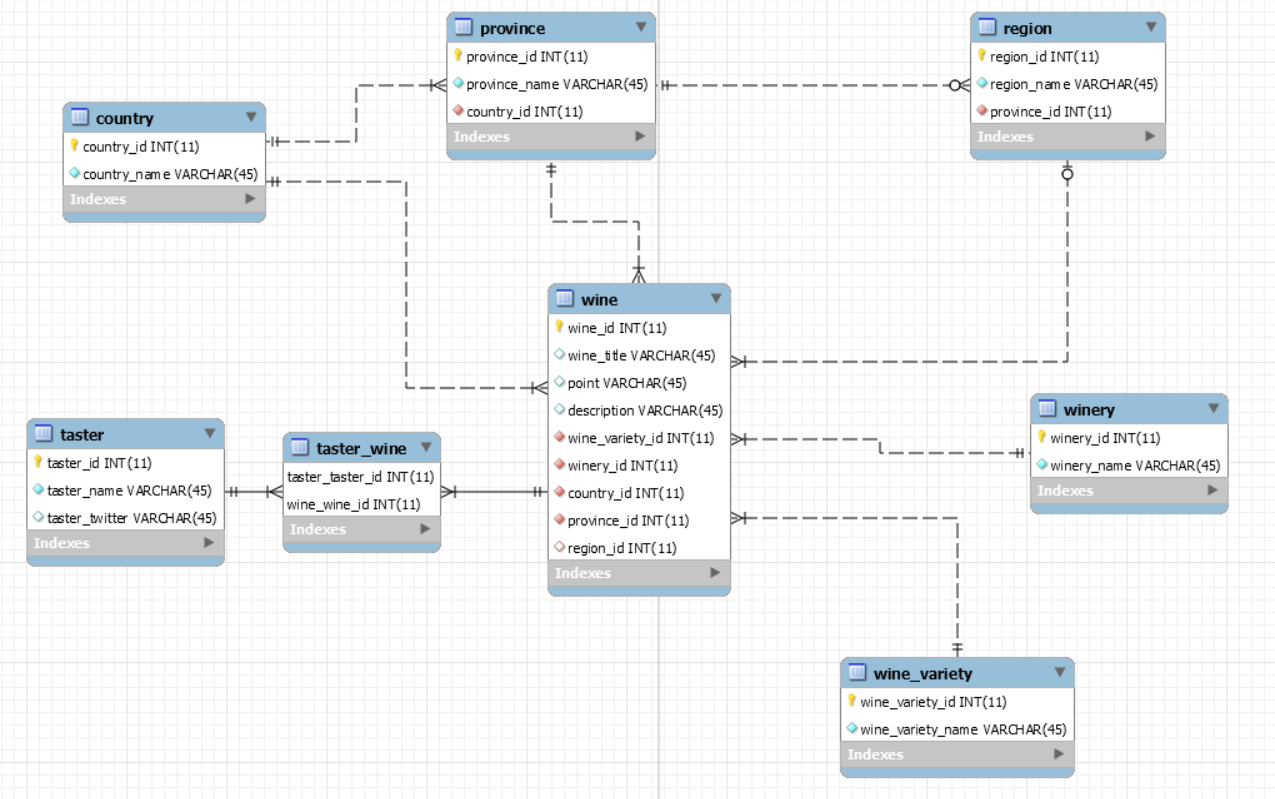 province
province_id INT(11)
province_name VARCHAR(45)
country_id INT(11)
Indexes
region
region_id INT(11)
region_name VARCHAR(45)
province_id INT(11)
Indexes
country
country_id INT(11)
country_name VARCHAR(45)
Indexes
wine
wine_id INT(11)
wine_title VARCHAR(45)
point VARCHAR(45)
description VARCHAR(45)
wine_variety_id INT(11)
winery_id INT(11)
country_id INT(11)
province_id INT(11)
region_id INT(11)
Indexes
taster
taster_id INT(11)
taster_name VARCHAR(45)
taster_twitter VARCHAR(45)
Indexes
taster_wine
taster_taster_id INT(11)
wine_wine_id INT(11)
Indexes
winery
winery_id INT(11)
winery_name VARCHAR(45)
Indexes
wine_variety
wine_variety_id INT(11)
wine_variety_name VARCHAR(45)
Indexes